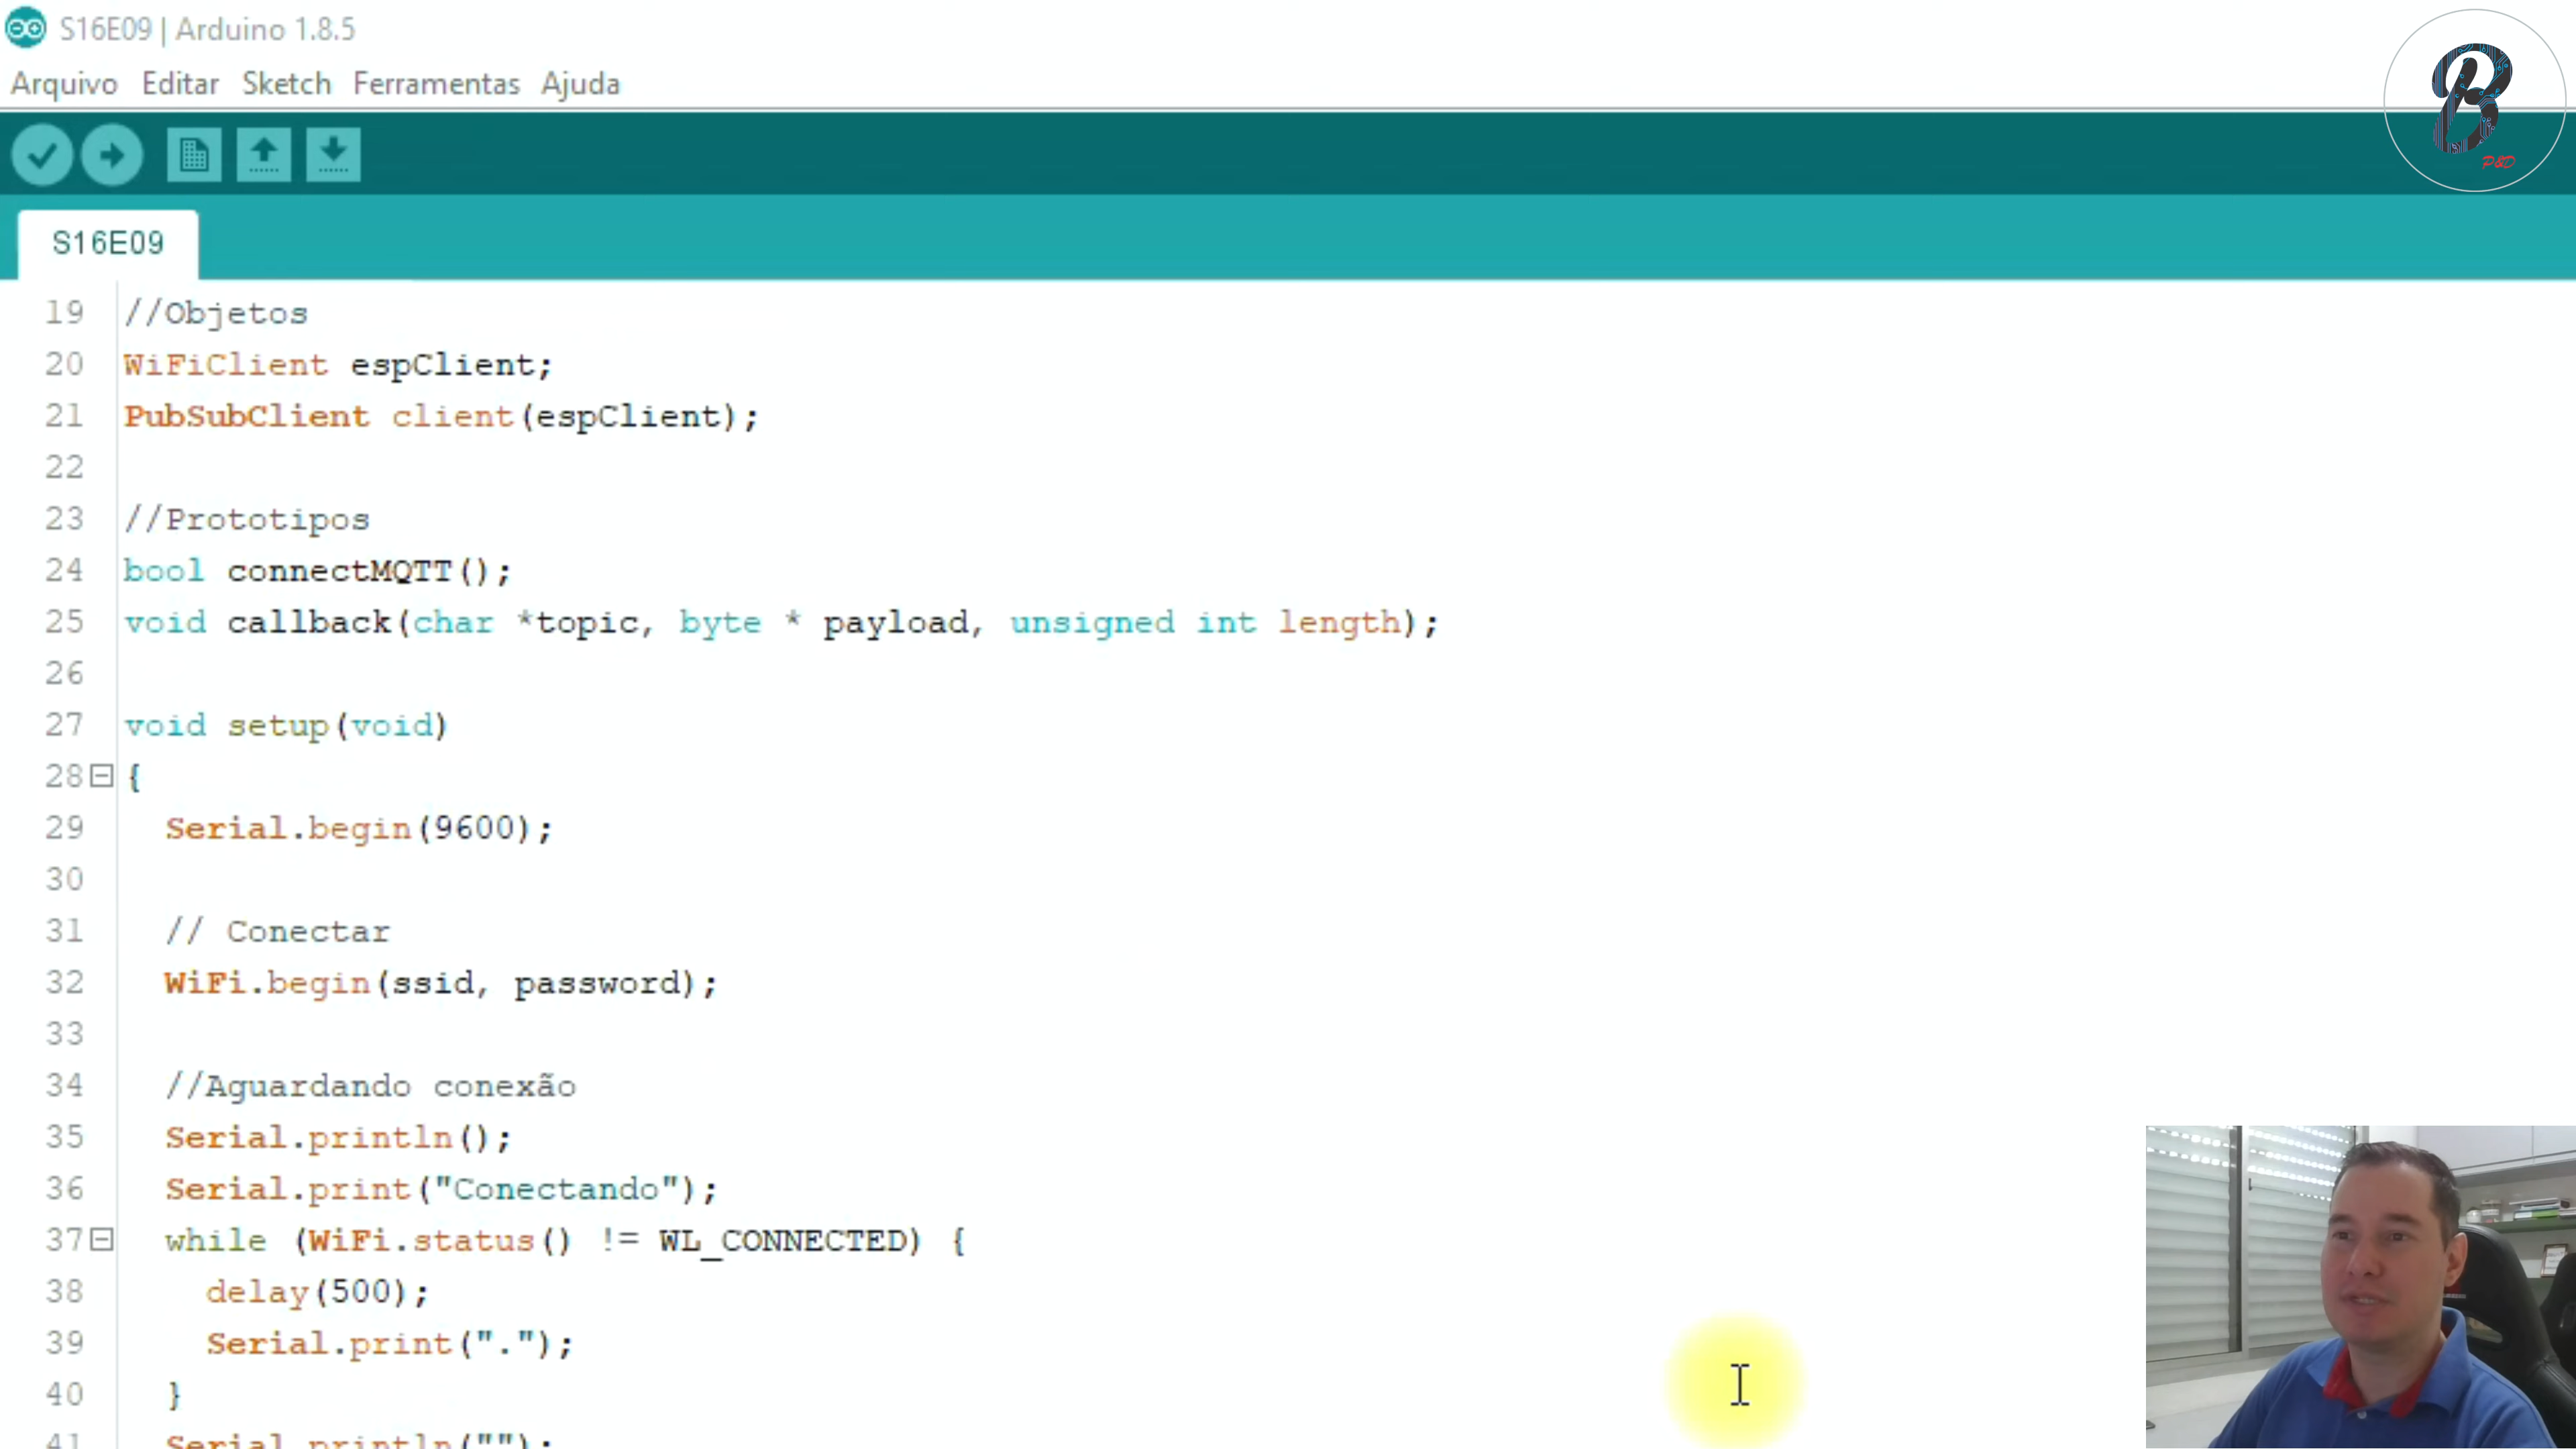 S16E09 | Arduino 1.8.5
Arquivo Editar Sketch Ferramentas Ajuda
B
P&D
S16E09
19 //Objetos
20 WiFiClient espClient;
21 PubSubClient client(espClient);
22
23 //Prototipos
24 bool connectMQTT();
25 void callback(char *topic, byte * payload, unsigned int length);
26
27 void setup(void)
28 {
29 Serial.begin(9600);
30
31 // Conectar
32 WiFi.begin(ssid, password);
33
34 //Aguardando conexão
35 Serial.println();
36 Serial.print("Conectando");
37 while (WiFi.status() != WL_CONNECTED) {
38 delay(500);
39 Serial.print(".");
40 }
41 Serial.println("");